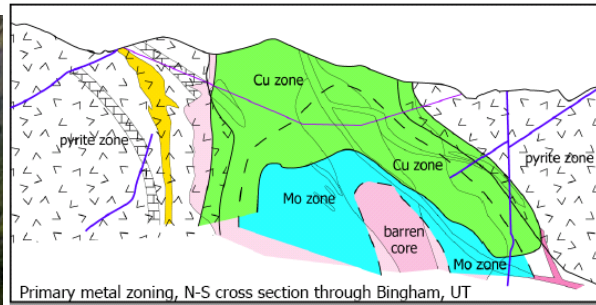 Cu zone
pyrite zone
Cu zone
pyrite zone
Mo zone
barren
core
Mo zone
Primary metal zoning, N-S cross section through Bingham, UT